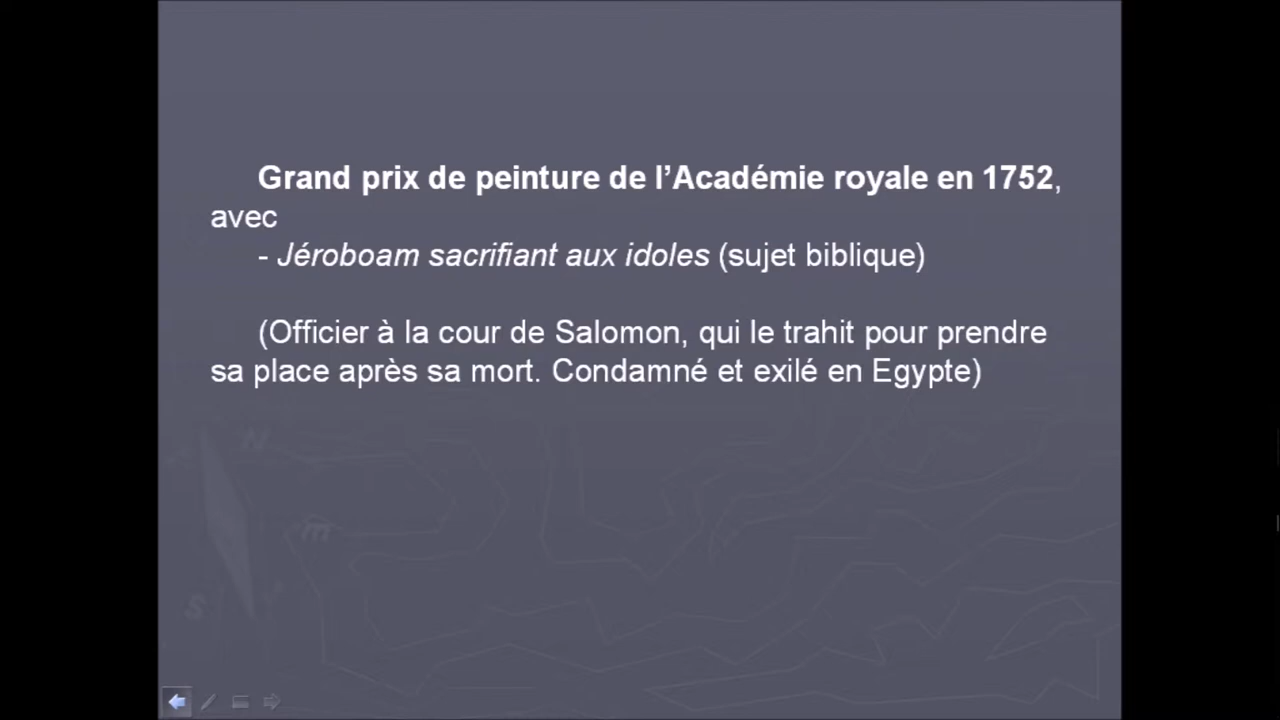 Grand prix de peinture de l’Académie royale en 1752,
avec
- Jéroboam sacrifiant aux idoles (sujet biblique)
(Officier à la cour de Salomon, qui le trahit pour prendre
sa place après sa mort. Condamné et exilé en Egypte)
N
m
S